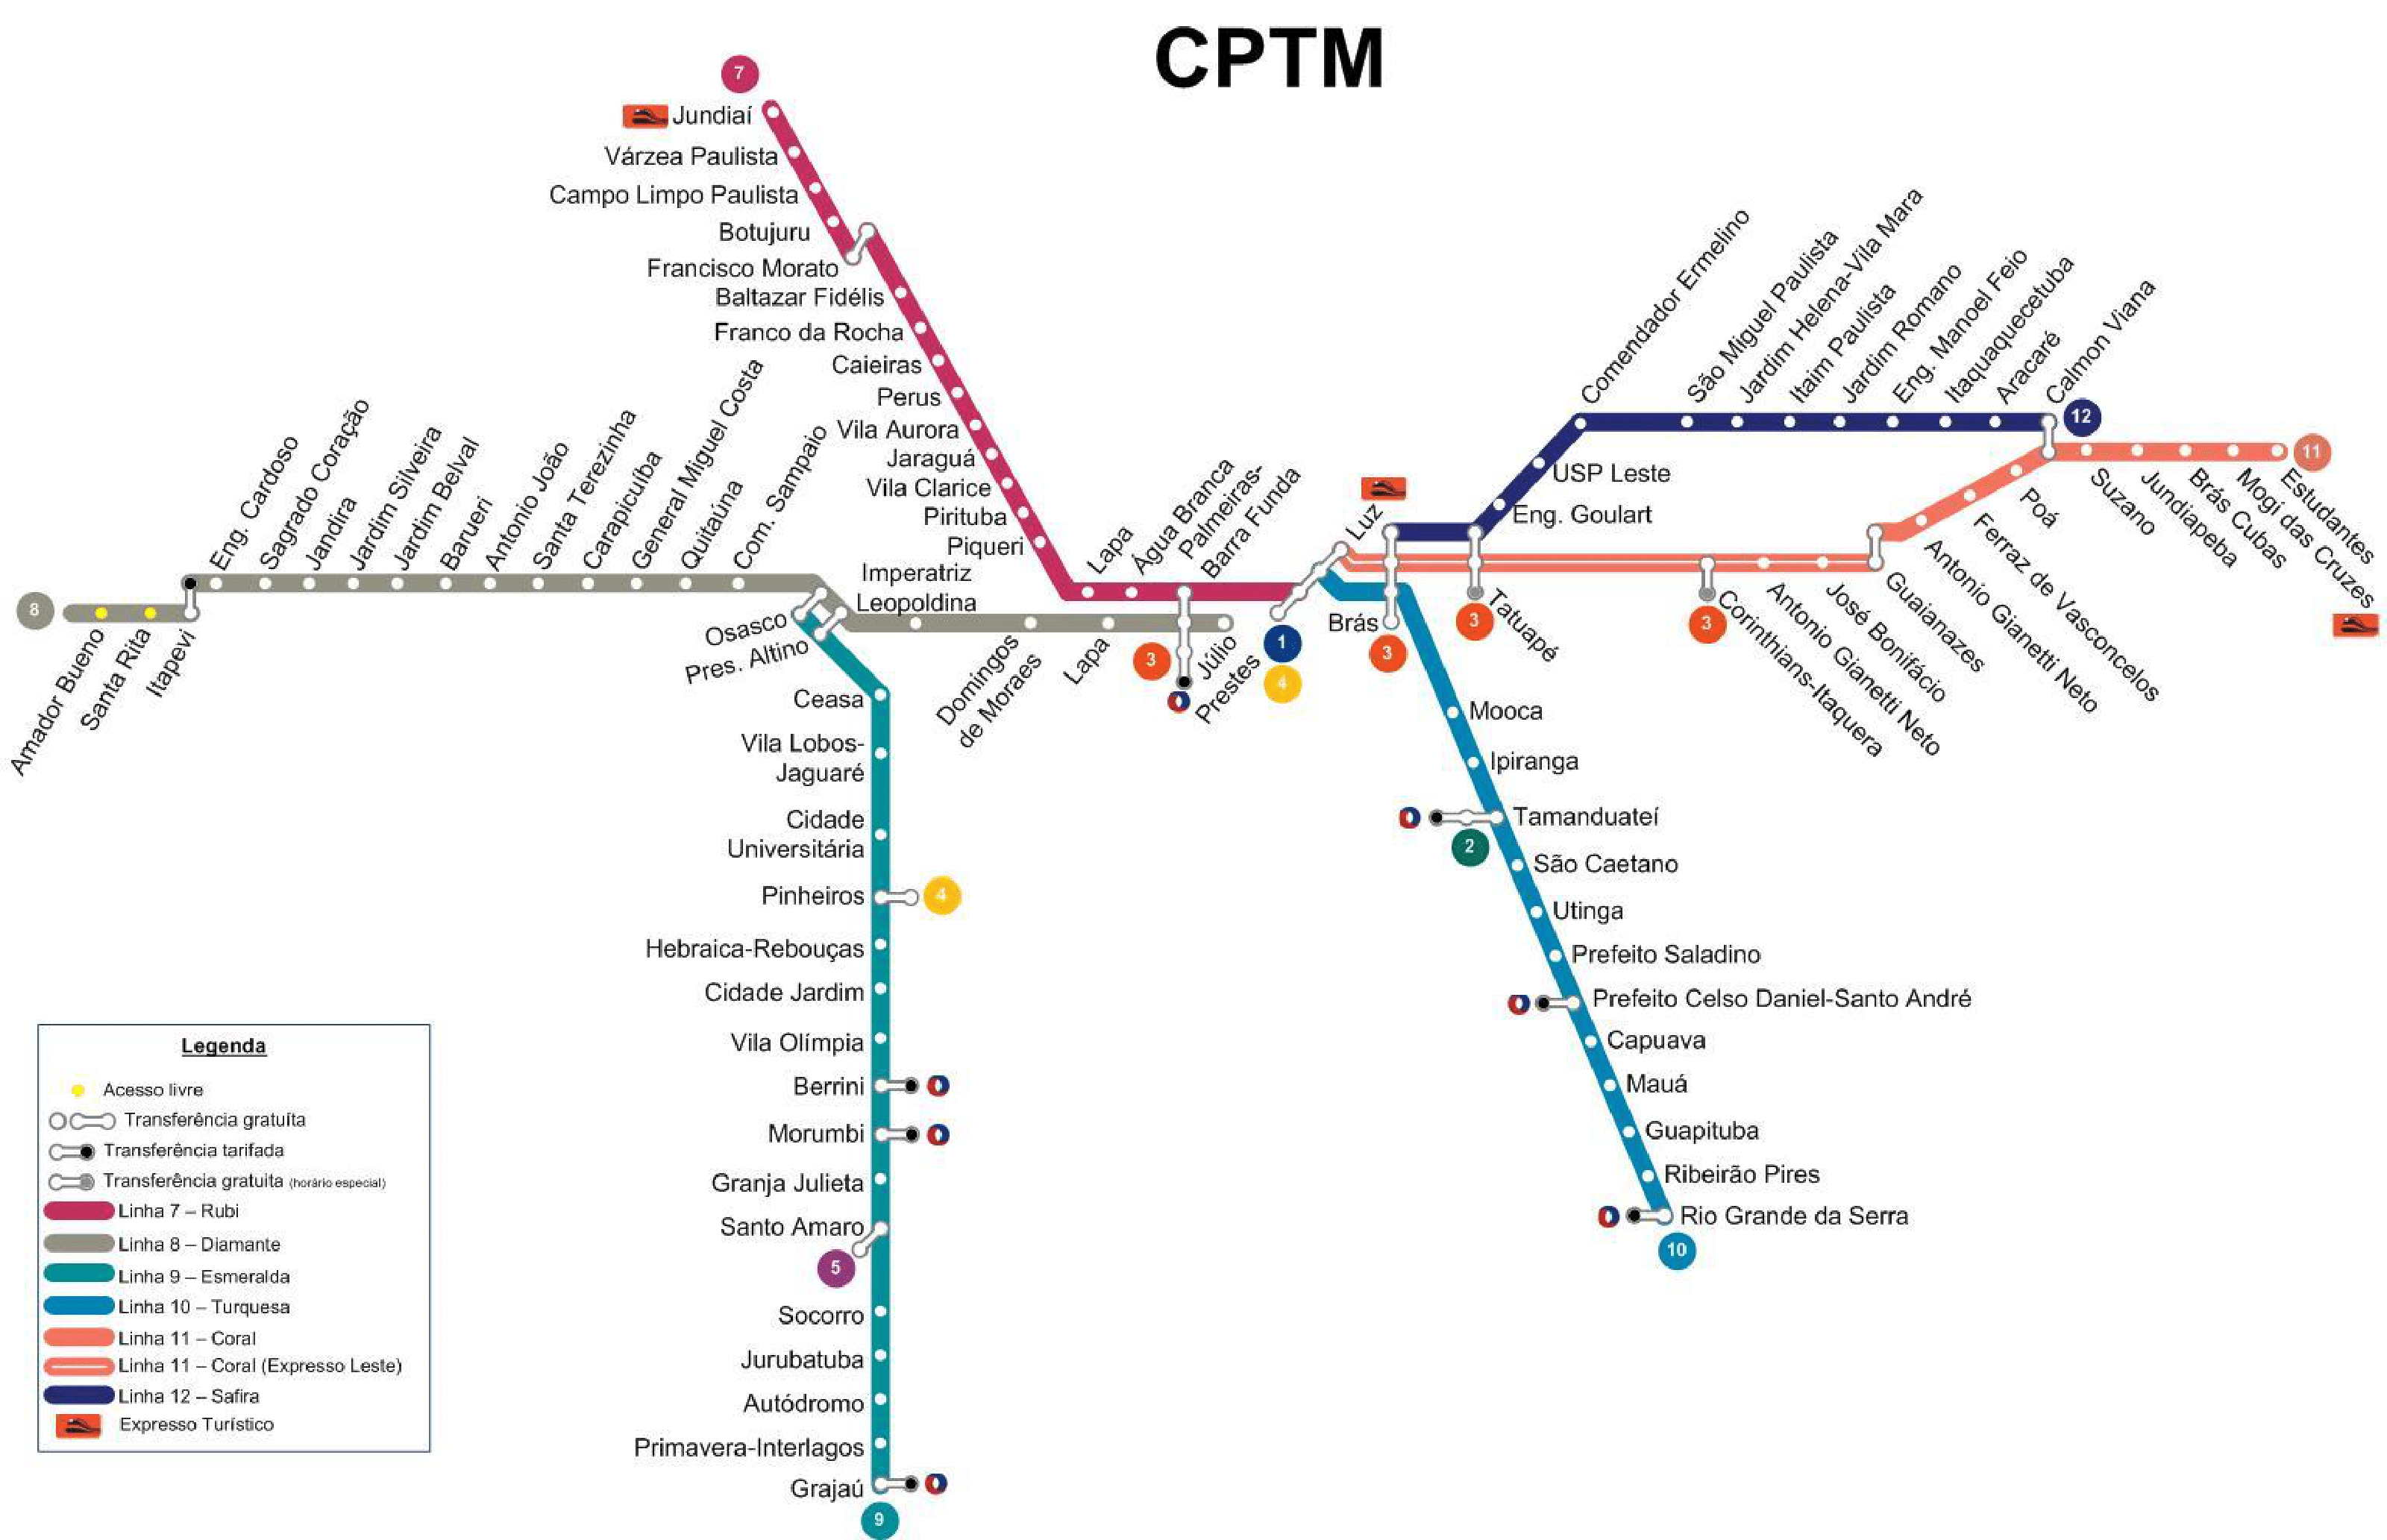 CPTM
7
Jundiaí
Várzea Paulista
Campo Limpo Paulista
Botujuru
Francisco Morato
Baltazar Fidélis
Franco da Rocha
Caieiras
Perus
Vila Aurora
Jaraguá
Vila Clarice
Pirituba
Piqueri
Lapa
Água Branca
Palmeiras-
Barra Funda
Luz
8
Amador Bueno
Santa Rita
Itapevi
Eng. Cardoso
Sagrado Coração
Jandira
Jardim Silveira
Jardim Belval
Barueri
Antonio João
Santa Terezinha
Carapicuíba
General Miguel Costa
Quitaúna
Com. Sampaio
Osasco
Pres. Altino
Imperatriz
Leopoldina
Domingos
de Moraes
Lapa
3
Júlio
Prestes
1
4
Brás
3
Tatuapé
3
Corinthians-Itaquera
3
Antonio Gianetti Neto
José Bonifácio
Guaianazes
Antonio Gianetti Neto
Ferraz de Vasconcelos
Poá
Suzano
Jundiapeba
Brás Cubas
Mogi das Cruzes
Estudantes
11
Eng. Goulart
USP Leste
Comendador Ermelino
São Miguel Paulista
Jardim Helena-Vila Mara
Itaim Paulista
Jardim Romano
Eng. Manoel Feio
Itaquaquecetuba
Aracaré
Calmon Viana
12
Ceasa
Vila Lobos-
Jaguaré
Cidade
Universitária
Pinheiros
4
Hebraica-Rebouças
Cidade Jardim
Vila Olímpia
Berrini
Morumbi
Granja Julieta
Santo Amaro
5
Socorro
Jurubatuba
Autódromo
Primavera-Interlagos
Grajaú
9
Mooca
Ipiranga
Tamanduateí
2
São Caetano
Utinga
Prefeito Saladino
Prefeito Celso Daniel-Santo André
Capuava
Mauá
Guapituba
Ribeirão Pires
Rio Grande da Serra
10
Legenda
Acesso livre
Transferência gratuíta
Transferência tarifada
Transferência gratuita (horário especial)
Linha 7 – Rubi
Linha 8 – Diamante
Linha 9 – Esmeralda
Linha 10 – Turquesa
Linha 11 – Coral
Linha 11 – Coral (Expresso Leste)
Linha 12 – Safira
Expresso Turístico